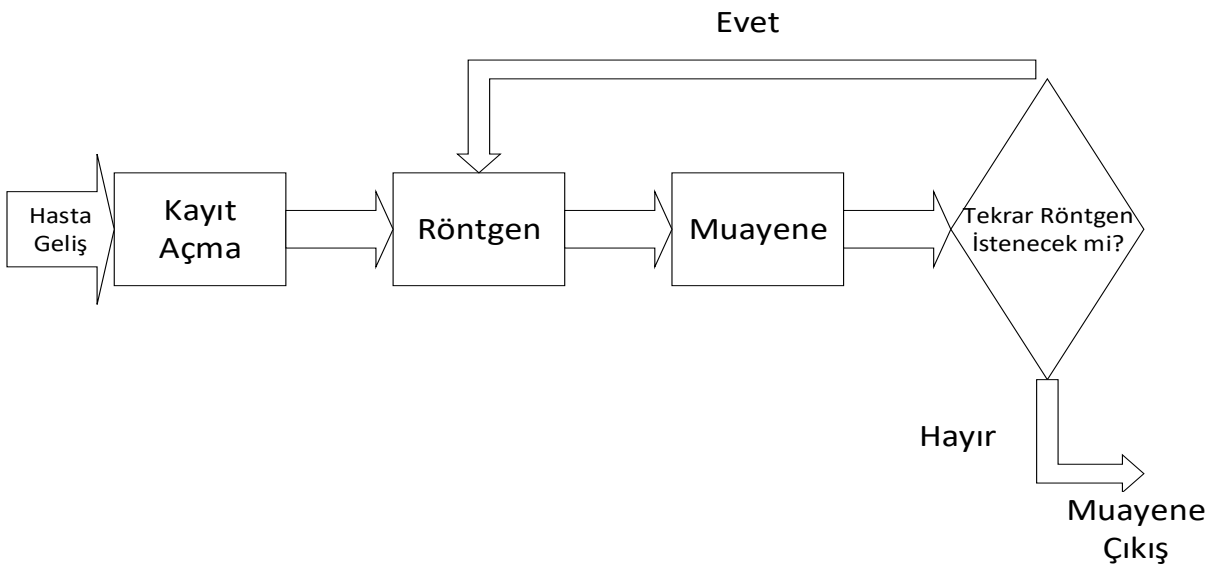 Evet
Hasta
Geliş
Kayıt
Açma
Röntgen
Muayene
Tekrar Röntgen
İstenecek mi?
Hayır
Muayene
Çıkış